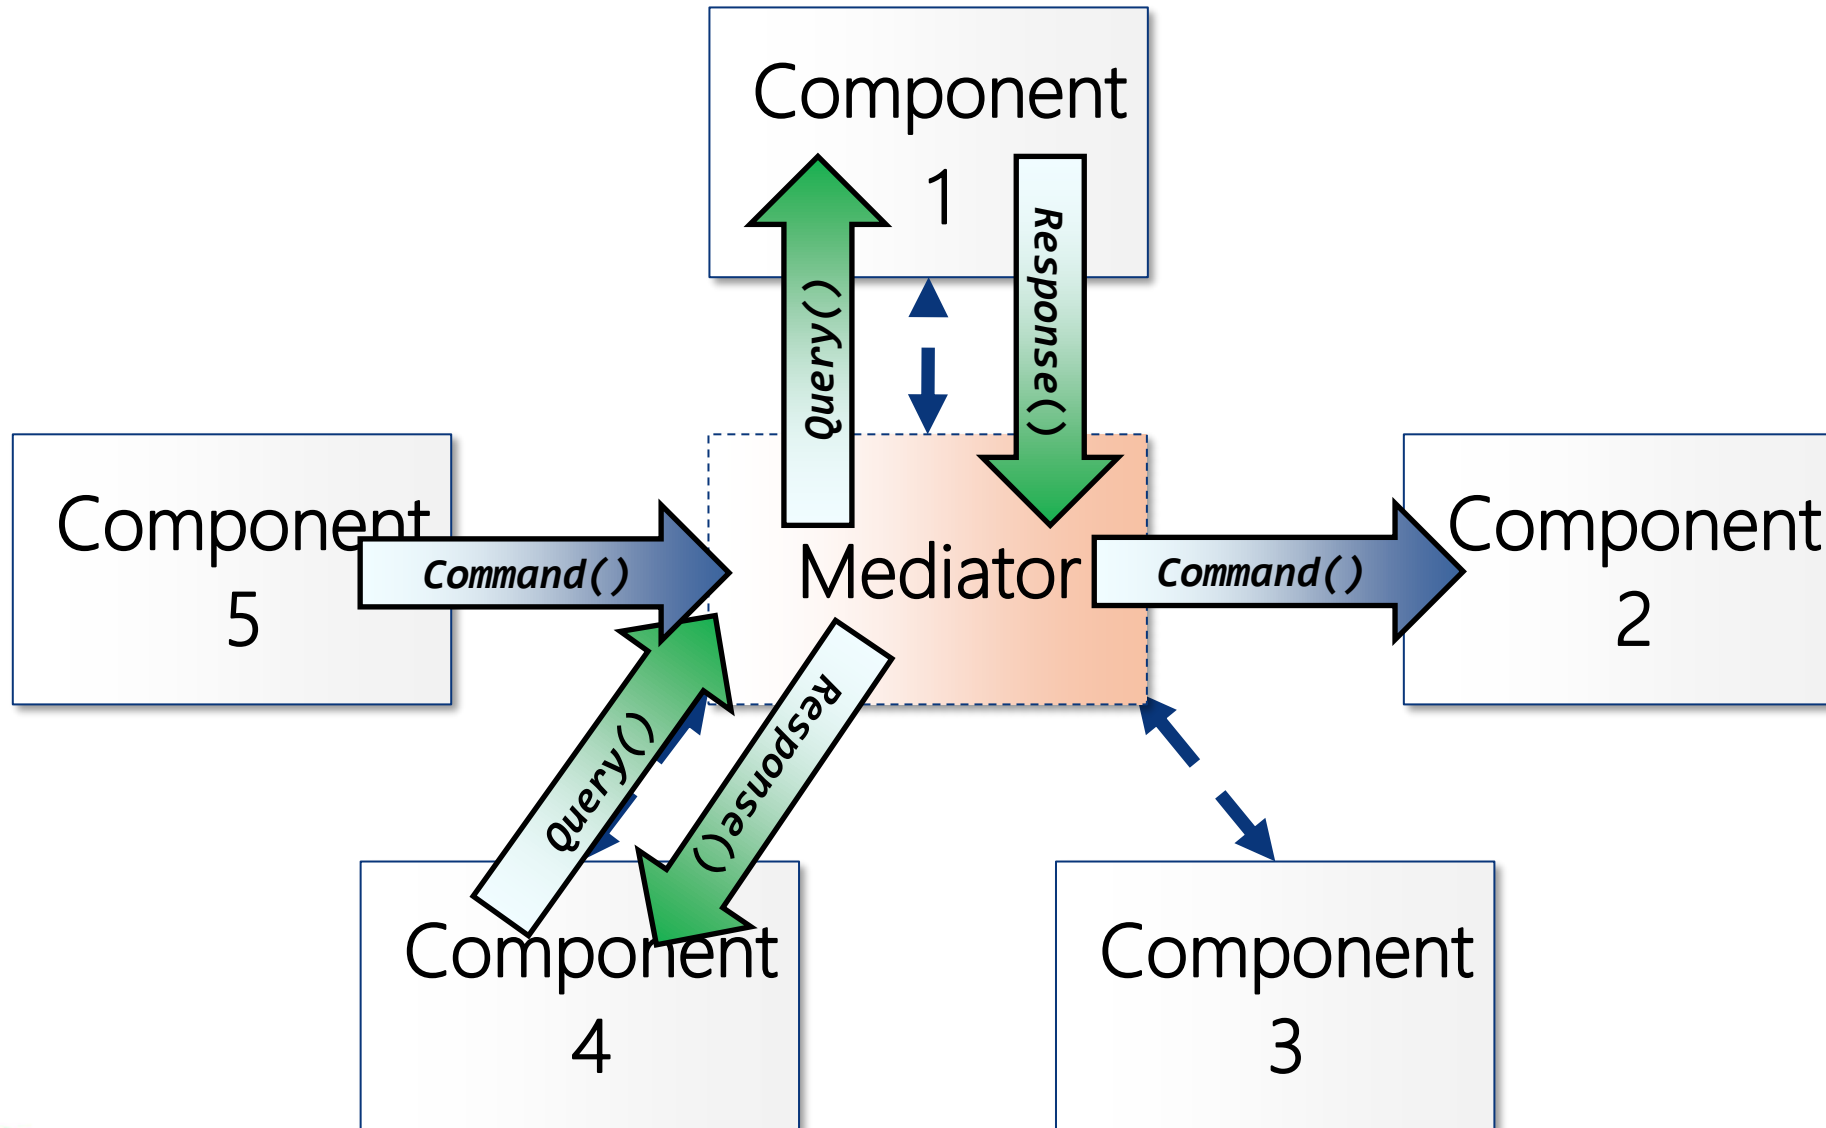 Component
1
Query()
Response()
Component
5
Command()
Mediator
Command()
Component
2
Query()
Response()
Component
4
Component
3